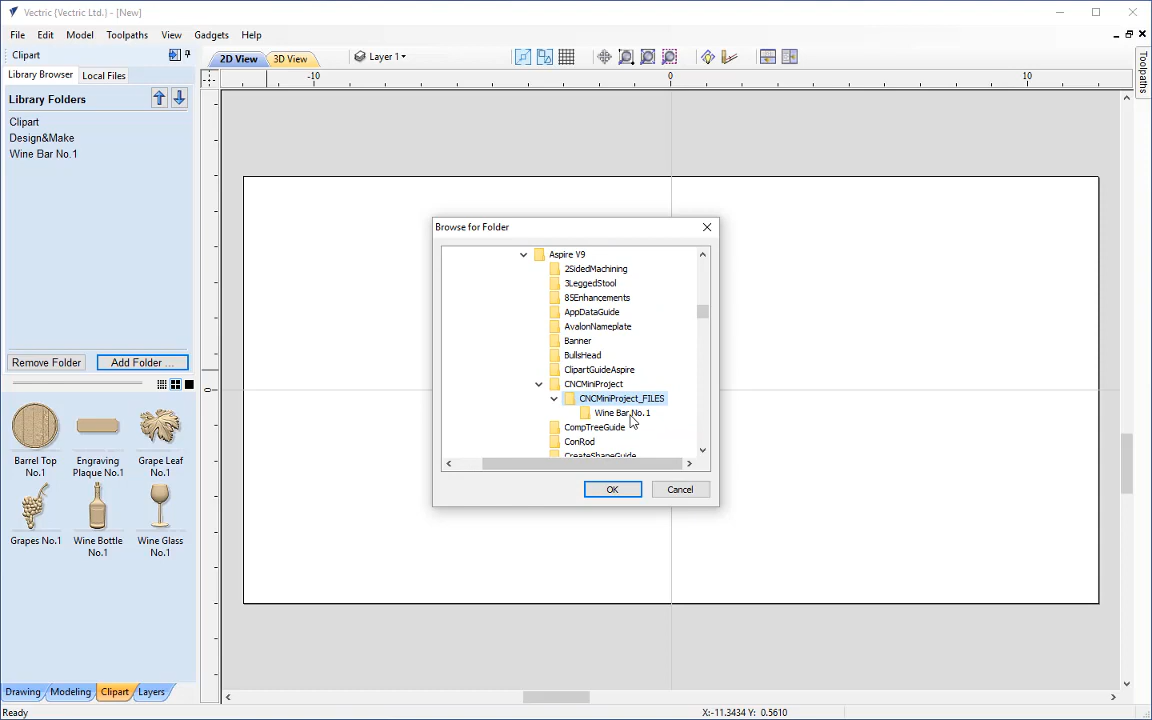 Vectric {Vectric Ltd.} - [New]
File Edit Model Toolpaths View Gadgets Help
Clipart
2D View 3D View Layer 1
Library Browser Local Files
-10 0 10
Library Folders
Clipart
Design&Make
Wine Bar No.1
Toolpaths
Browse for Folder
Aspire V9
2SidedMachining
3LeggedStool
85Enhancements
AppDataGuide
AvalonNameplate
Banner
BullsHead
ClipartGuideAspire
CNCMiniProject
CNCMiniProject_FILES
Wine Bar No.1
CompTreeGuide
ConRod
CreateShapeGuide
OK Cancel
Remove Folder Add Folder ...
0
Barrel Top No.1
Engraving Plaque No.1
Grape Leaf No.1
Grapes No.1
Wine Bottle No.1
Wine Glass No.1
Drawing Modeling Clipart Layers
Ready X:-11.3434 Y: 0.5610